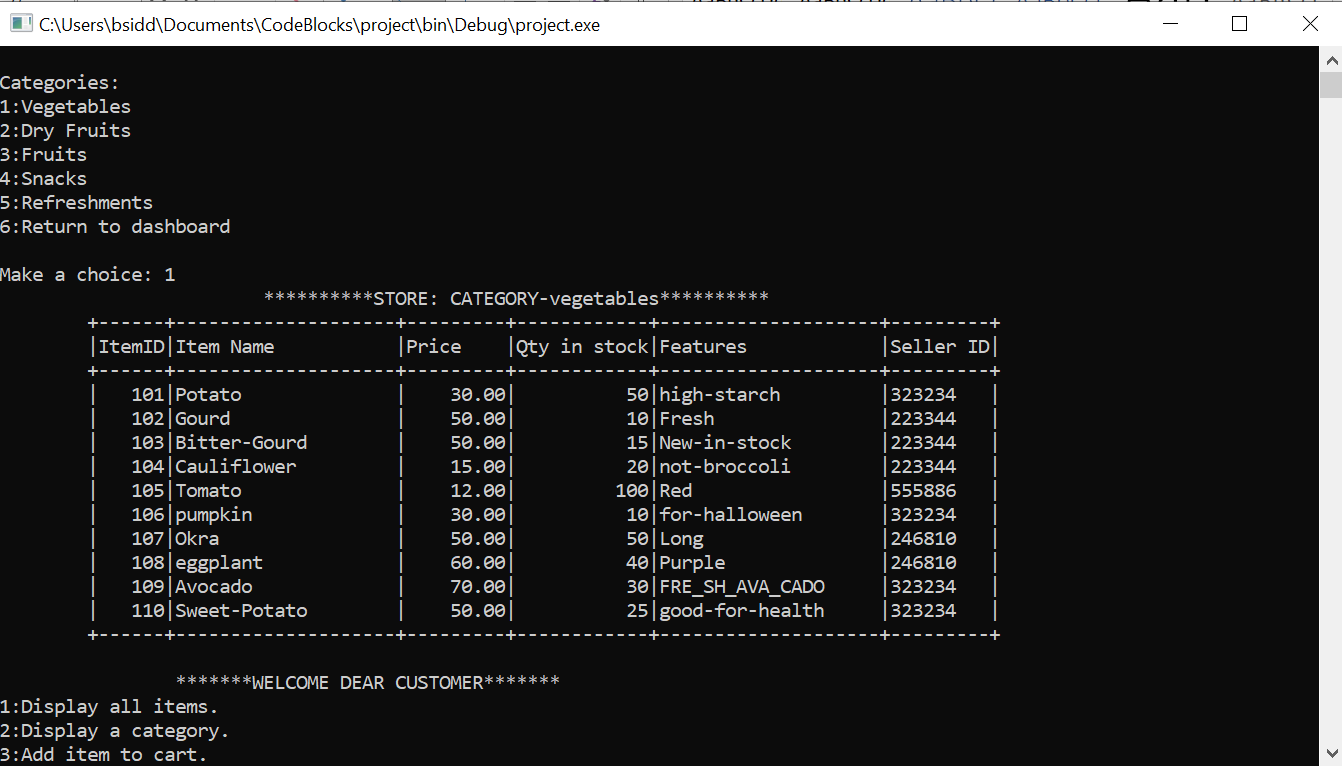 C:\Users\bsidd\Documents\CodeBlocks\project\bin\Debug\project.exe
Categories:
1:Vegetables
2:Dry Fruits
3:Fruits
4:Snacks
5:Refreshments
6:Return to dashboard
Make a choice: 1
**********STORE: CATEGORY-vegetables**********
+------+--------------------+---------+------------+--------------------+---------+
|ItemID|Item Name           |Price    |Qty in stock|Features            |Seller ID|
+------+--------------------+---------+------------+--------------------+---------+
|   101|Potato              |    30.00|          50|high-starch         |323234   |
|   102|Gourd               |    50.00|          10|Fresh               |223344   |
|   103|Bitter-Gourd        |    50.00|          15|New-in-stock        |223344   |
|   104|Cauliflower         |    15.00|          20|not-broccoli        |223344   |
|   105|Tomato              |    12.00|         100|Red                 |555886   |
|   106|pumpkin             |    30.00|          10|for-halloween       |323234   |
|   107|Okra                |    50.00|          50|Long                |246810   |
|   108|eggplant            |    60.00|          40|Purple              |246810   |
|   109|Avocado             |    70.00|          30|FRE_SH_AVA_CADO     |323234   |
|   110|Sweet-Potato        |    50.00|          25|good-for-health     |323234   |
+------+--------------------+---------+------------+--------------------+---------+
*******WELCOME DEAR CUSTOMER*******
1:Display all items.
2:Display a category.
3:Add item to cart.